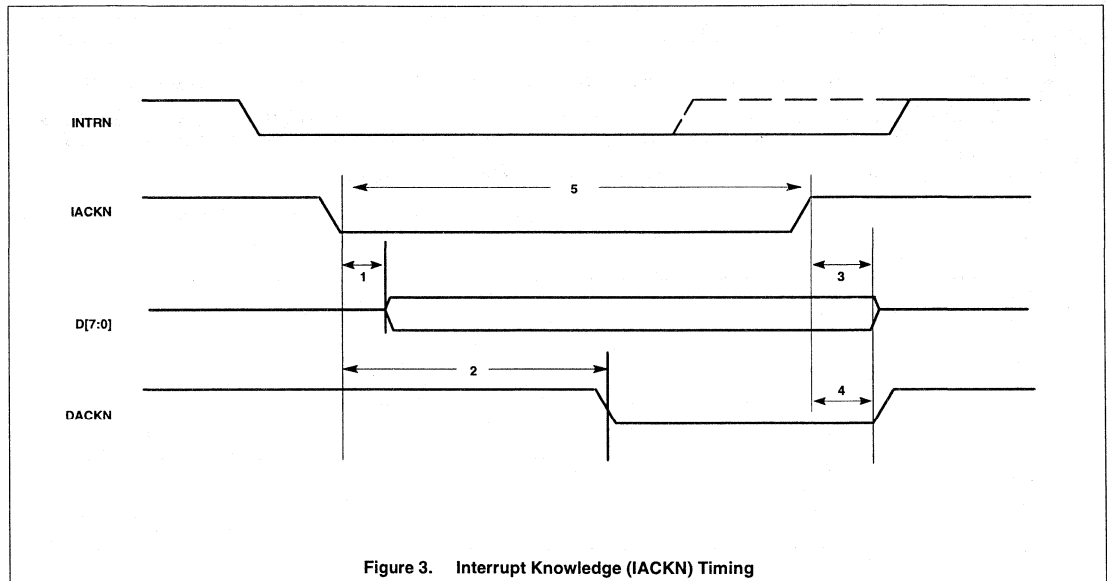 INTRN
5
IACKN
1
3
D[7:0]
2
4
DACKN
Figure 3. Interrupt Knowledge (IACKN) Timing